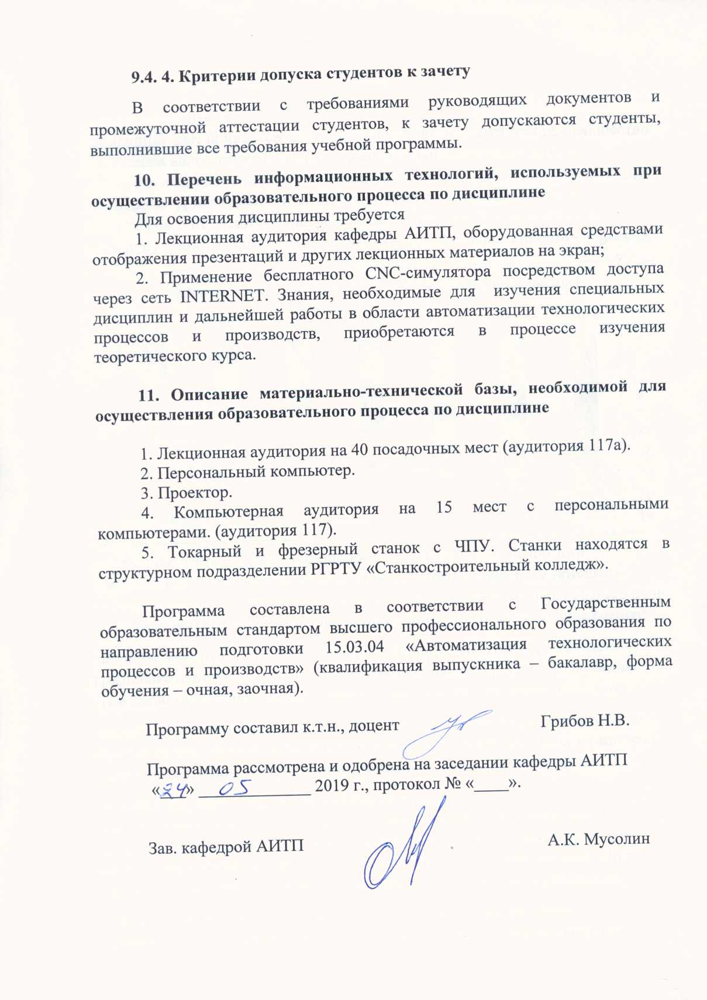 9.4. 4. Критерии допуска студентов к зачету
В соответствии с требованиями руководящих документов и
промежуточной аттестации студентов, к зачету допускаются студенты,
выполнившие все требования учебной программы.
10. Перечень информационных технологий, используемых при
осуществлении образовательного процесса по дисциплине
Для освоения дисциплины требуется
1. Лекционная аудитория кафедры АИТП, оборудованная средствами
отображения презентаций и других лекционных материалов на экран;
2. Применение бесплатного CNC-симулятора посредством доступа
через сеть INTERNET. Знания, необходимые для изучения специальных
дисциплин и дальнейшей работы в области автоматизации технологических
процессов и производств, приобретаются в процессе изучения
теоретического курса.
11. Описание материально-технической базы, необходимой для
осуществления образовательного процесса по дисциплине
1. Лекционная аудитория на 40 посадочных мест (аудитория 117а).
2. Персональный компьютер.
3. Проектор.
4. Компьютерная аудитория на 15 мест с персональными
компьютерами. (аудитория 117).
5. Токарный и фрезерный станок с ЧПУ. Станки находятся в
структурном подразделении РГРТУ «Станкостроительный колледж».
Программа составлена в соответствии с Государственным
образовательным стандартом высшего профессионального образования по
направлению подготовки 15.03.04 «Автоматизация технологических
процессов и производств» (квалификация выпускника – бакалавр, форма
обучения – очная, заочная).
Программу составил к.т.н., доцент Грибов Н.В.
Программа рассмотрена и одобрена на заседании кафедры АИТП
«24» 05 2019 г., протокол № «____».
Зав. кафедрой АИТП А.К. Мусолин